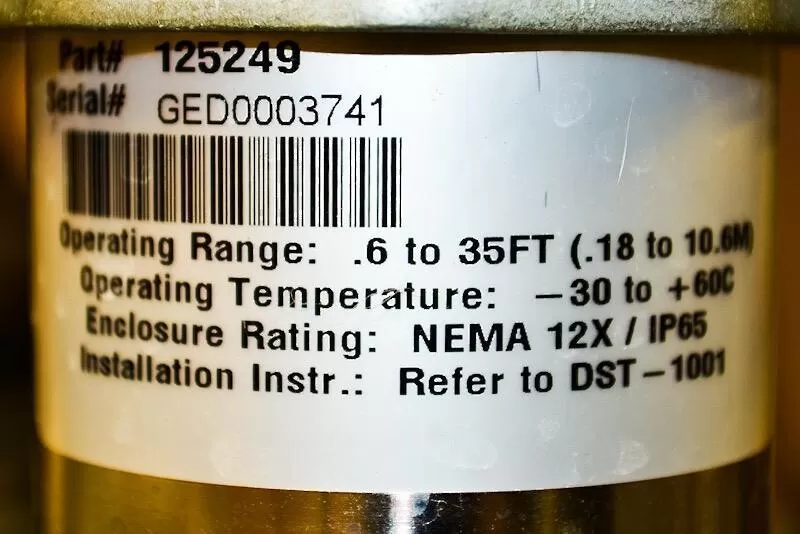 Part# 125249
Serial# GED0003741
Operating Range: .6 to 35FT (.18 to 10.6M)
Operating Temperature: −30 to +60C
Enclosure Rating: NEMA 12X / IP65
Installation Instr.: Refer to DST−1001